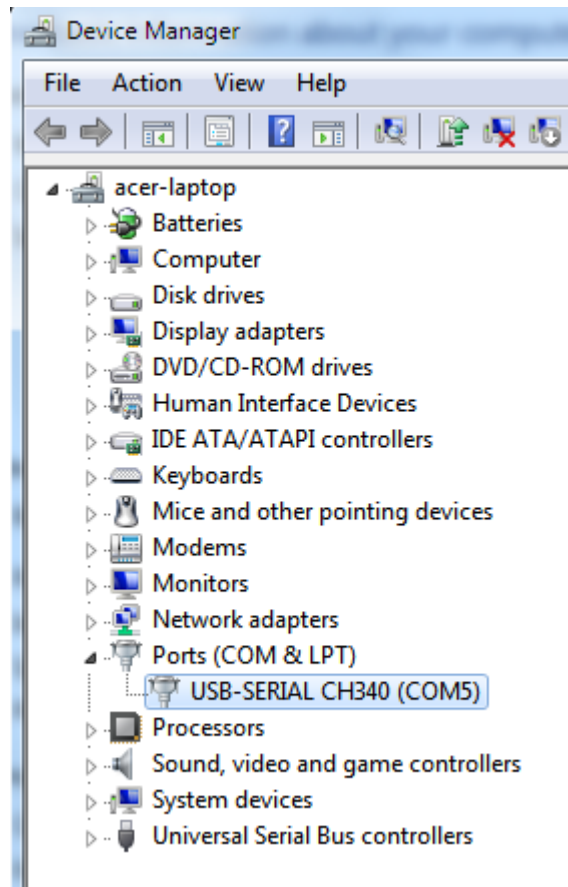 Device Manager
File Action View Help
acer-laptop
Batteries
Computer
Disk drives
Display adapters
DVD/CD-ROM drives
Human Interface Devices
IDE ATA/ATAPI controllers
Keyboards
Mice and other pointing devices
Modems
Monitors
Network adapters
Ports (COM & LPT)
USB-SERIAL CH340 (COM5)
Processors
Sound, video and game controllers
System devices
Universal Serial Bus controllers